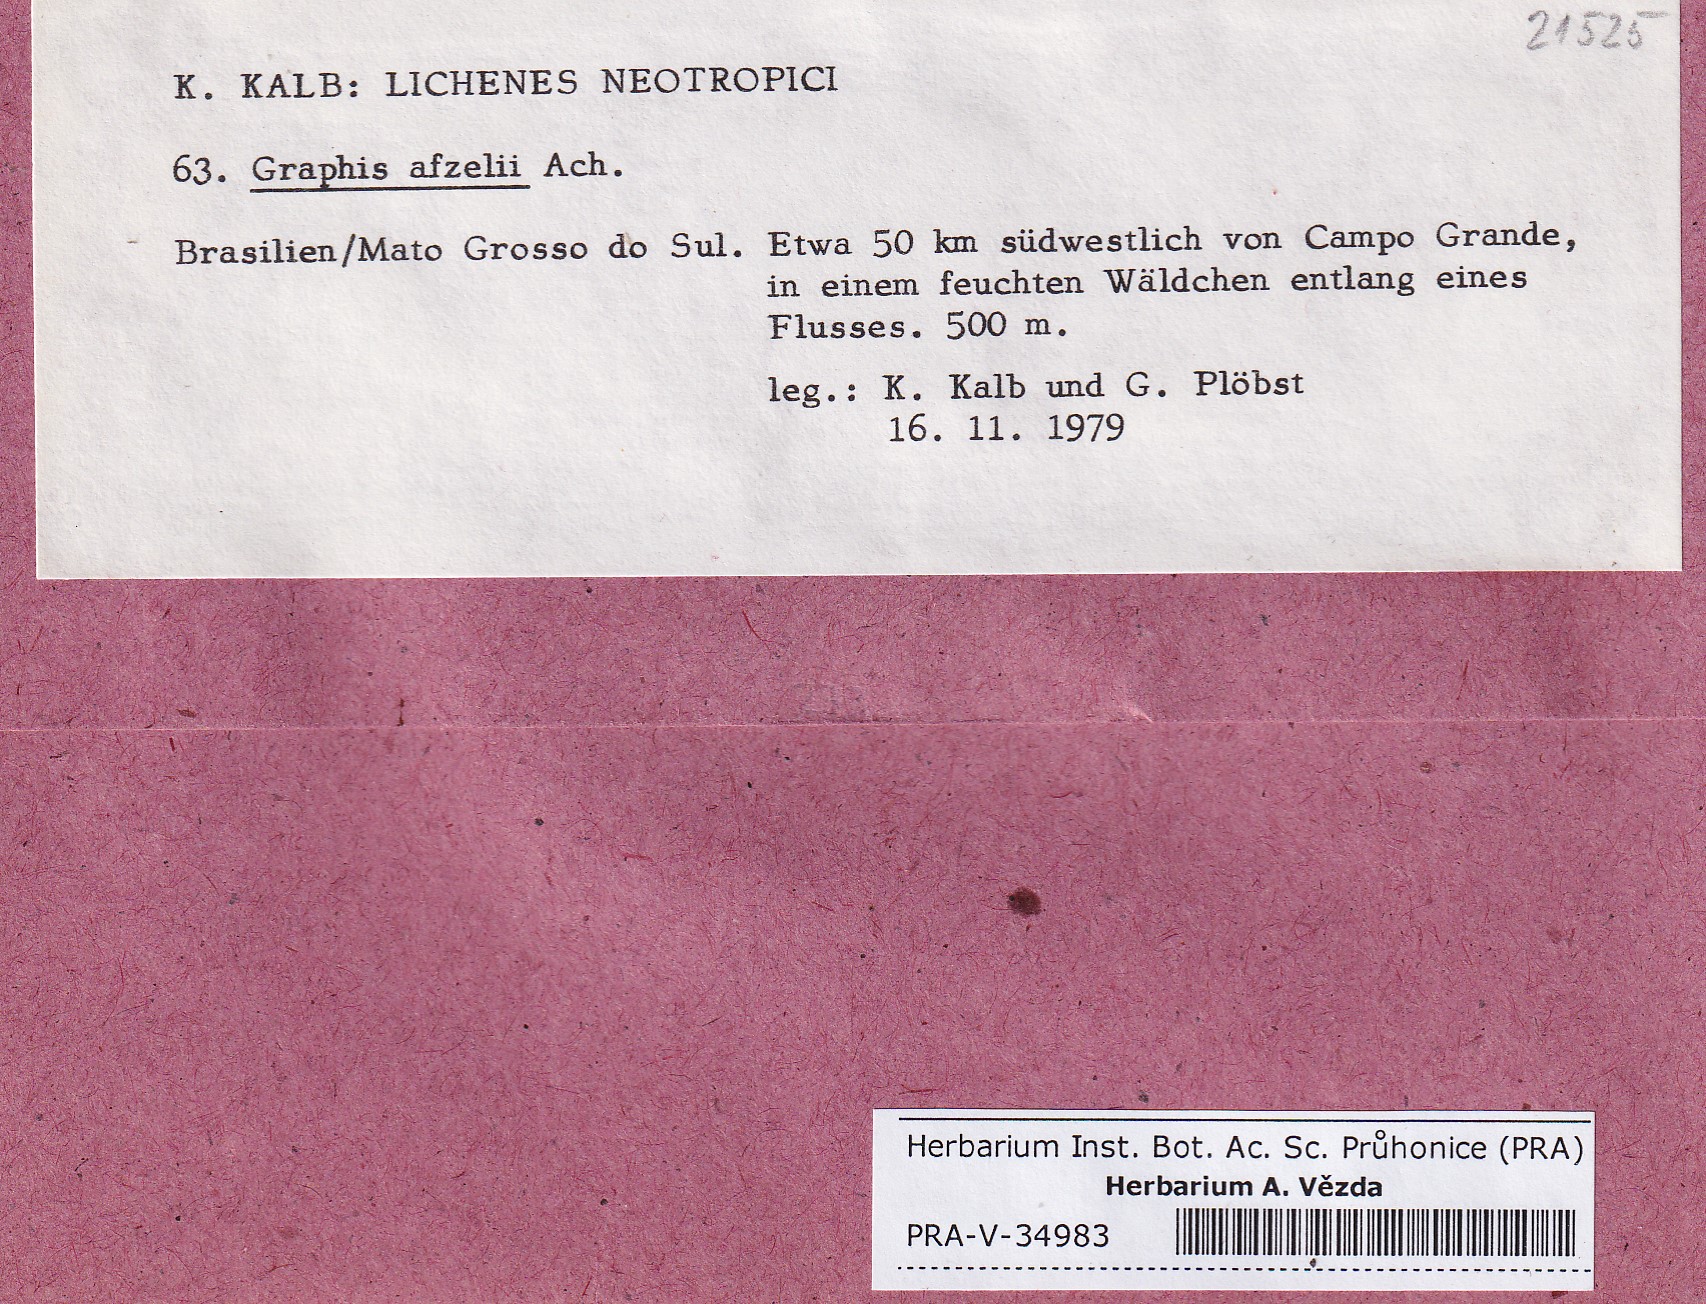 21525
K. KALB: LICHENES NEOTROPICI
63. Graphis afzelii Ach.
Brasilien/Mato Grosso do Sul. Etwa 50 km südwestlich von Campo Grande,
in einem feuchten Wäldchen entlang eines
Flusses. 500 m.
leg.: K. Kalb und G. Plöbst
16. 11. 1979
Herbarium Inst. Bot. Ac. Sc. Průhonice (PRA)
Herbarium A. Vězda
PRA-V-34983